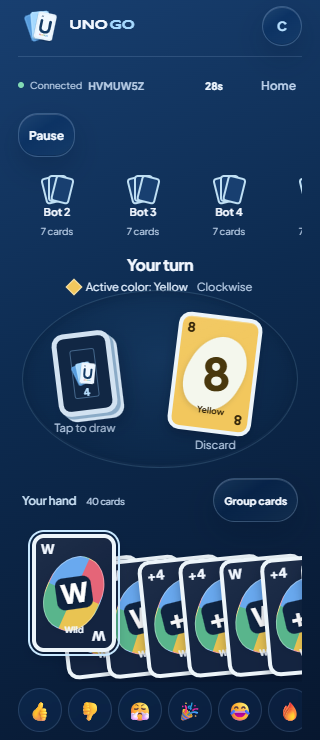 U UNO GO C
Connected HVMUW5Z 28s Home
Pause
Bot 2 Bot 3 Bot 4
7 cards 7 cards 7 cards 7
Your turn
Active color: Yellow Clockwise
8
U
4
8
Yellow
8
Tap to draw
Discard
Your hand 40 cards Group cards
W +4 +4 W +4
W
Wild
W